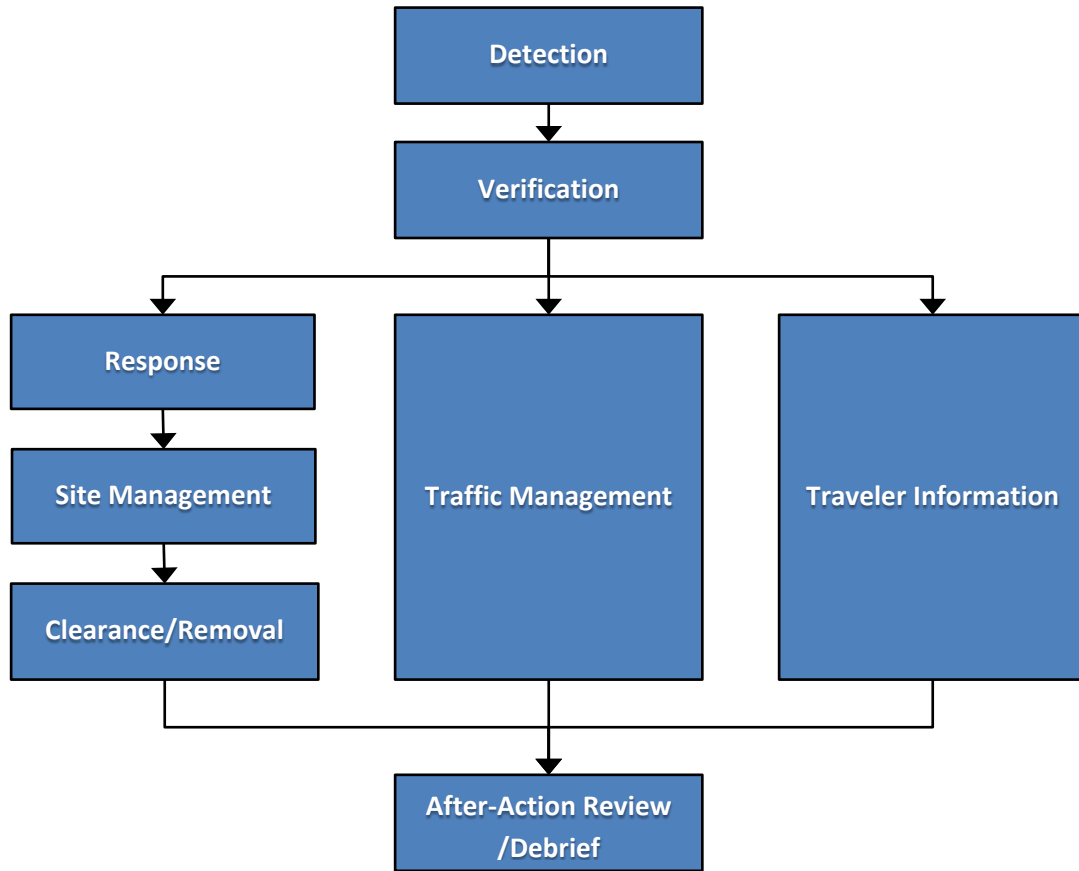 Detection
Verification
Response
Site Management
Clearance/Removal
Traffic Management
Traveler Information
After-Action Review
/Debrief